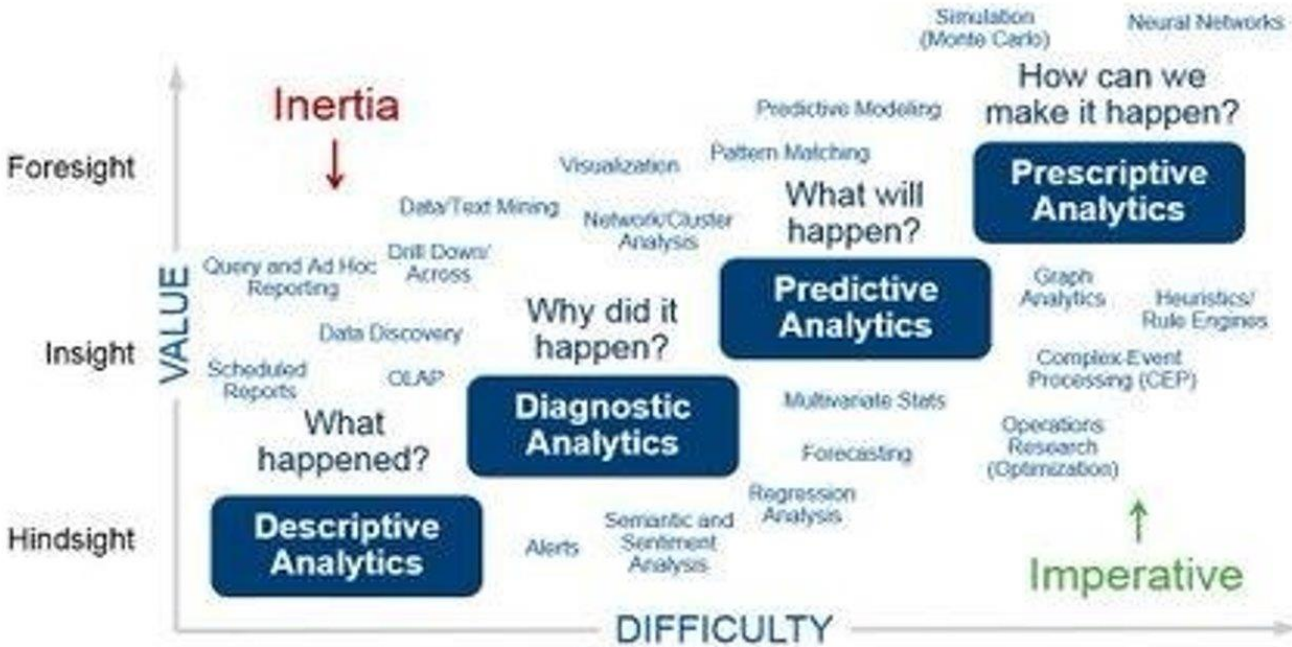 Simulation
(Monte Carlo)
Neural Networks
How can we
make it happen?
Inertia
Predictive Modeling
Foresight
Visualization
Pattern Matching
Prescriptive
Analytics
What will
happen?
Data/Text Mining
Network/Cluster
Analysis
Query and Ad Hoc
Reporting
Drill Down/
Across
Predictive
Analytics
Graph
Analytics
Heuristics/
Rule Engines
Why did it
happen?
VALUE
Data Discovery
Insight
Scheduled
Reports
OLAP
Complex Event
Processing (CEP)
What
happened?
Diagnostic
Analytics
Multivariate Stats
Forecasting
Operations
Research
(Optimization)
Regression
Analysis
Hindsight
Descriptive
Analytics
Alerts
Semantic and
Sentiment
Analysis
Imperative
DIFFICULTY